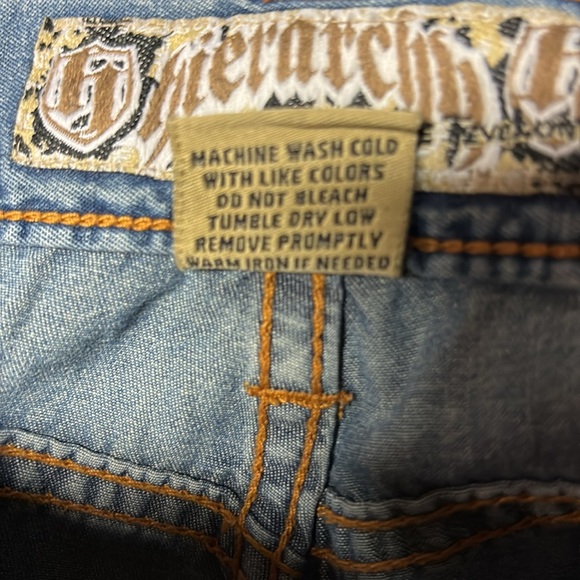 Hierarchy
MACHINE WASH COLD
WITH LIKE COLORS
DO NOT BLEACH
TUMBLE DRY LOW
REMOVE PROMPTLY
WARM IRON IF NEEDED